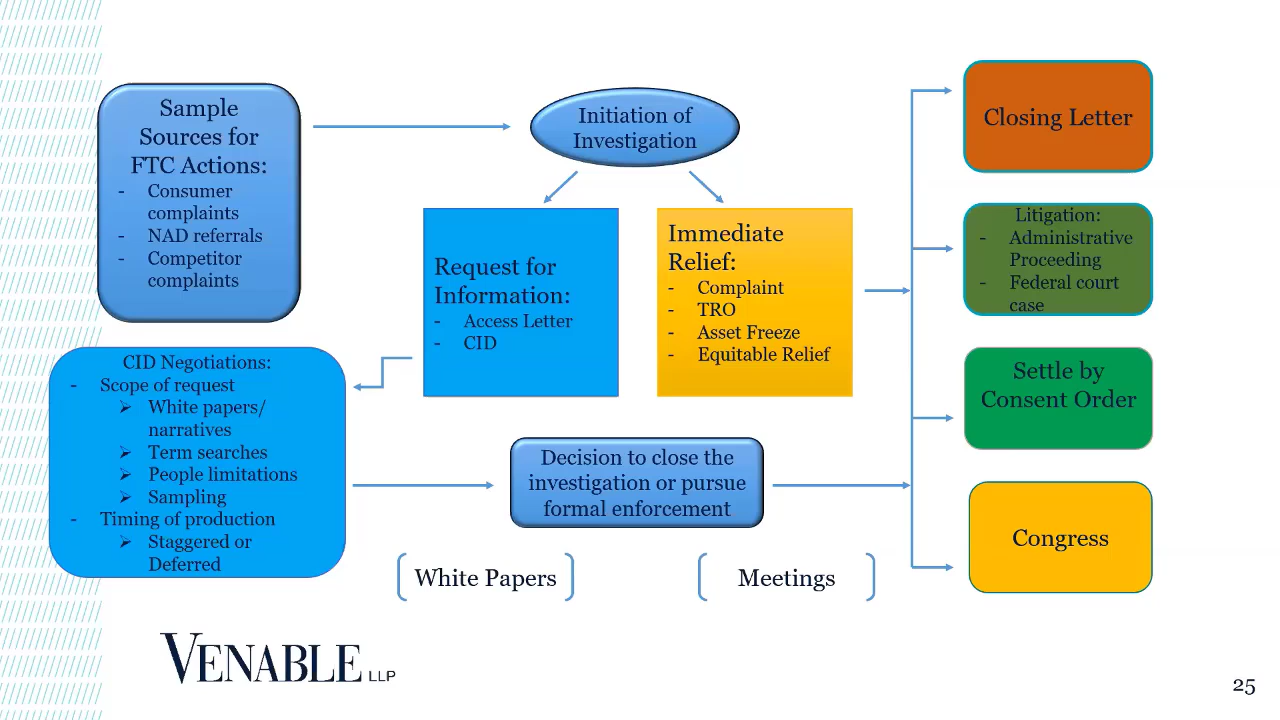 Sample
Sources for
FTC Actions:
- Consumer
complaints
- NAD referrals
- Competitor
complaints
Initiation of
Investigation
Request for
Information:
- Access Letter
- CID
Immediate
Relief:
- Complaint
- TRO
- Asset Freeze
- Equitable Relief
CID Negotiations:
- Scope of request
➢ White papers/
narratives
➢ Term searches
➢ People limitations
➢ Sampling
- Timing of production
➢ Staggered or
Deferred
Decision to close the
investigation or pursue
formal enforcement
White Papers
Meetings
Closing Letter
Litigation:
- Administrative
Proceeding
- Federal court
case
Settle by
Consent Order
Congress
VENABLE LLP
25